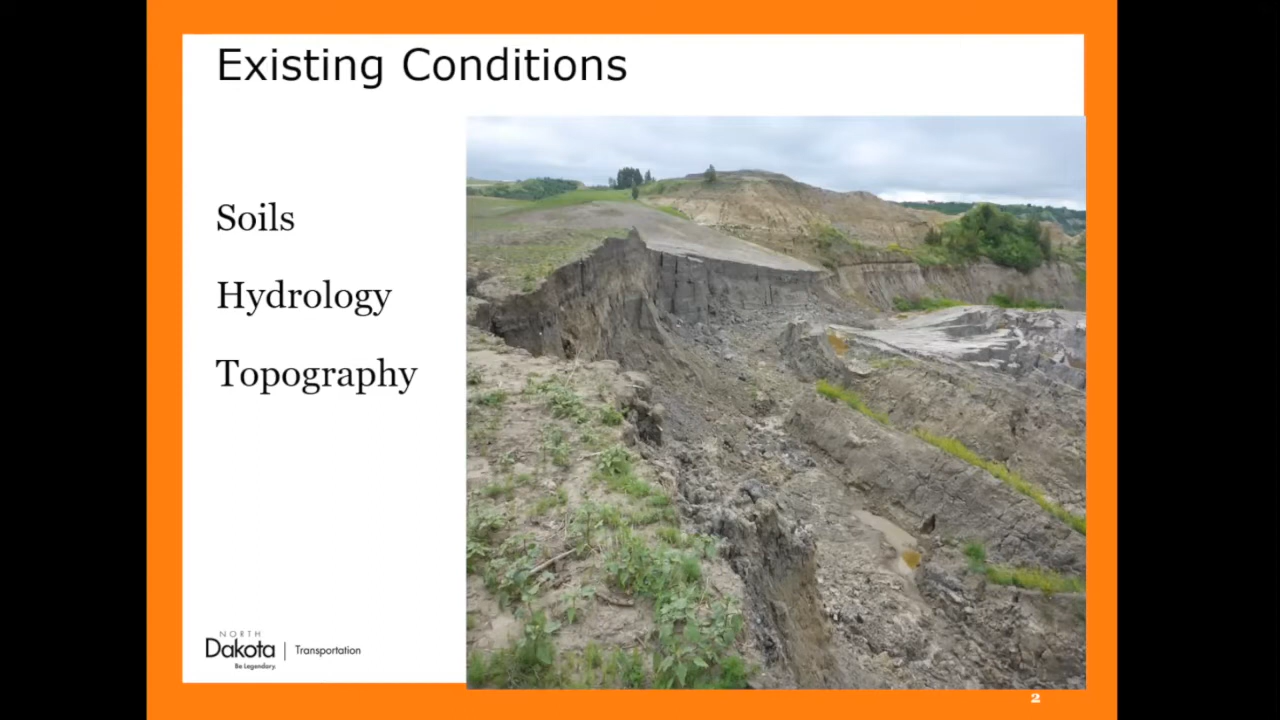 Existing Conditions
Soils
Hydrology
Topography
NORTH
Dakota | Transportation
Be Legendary.
2